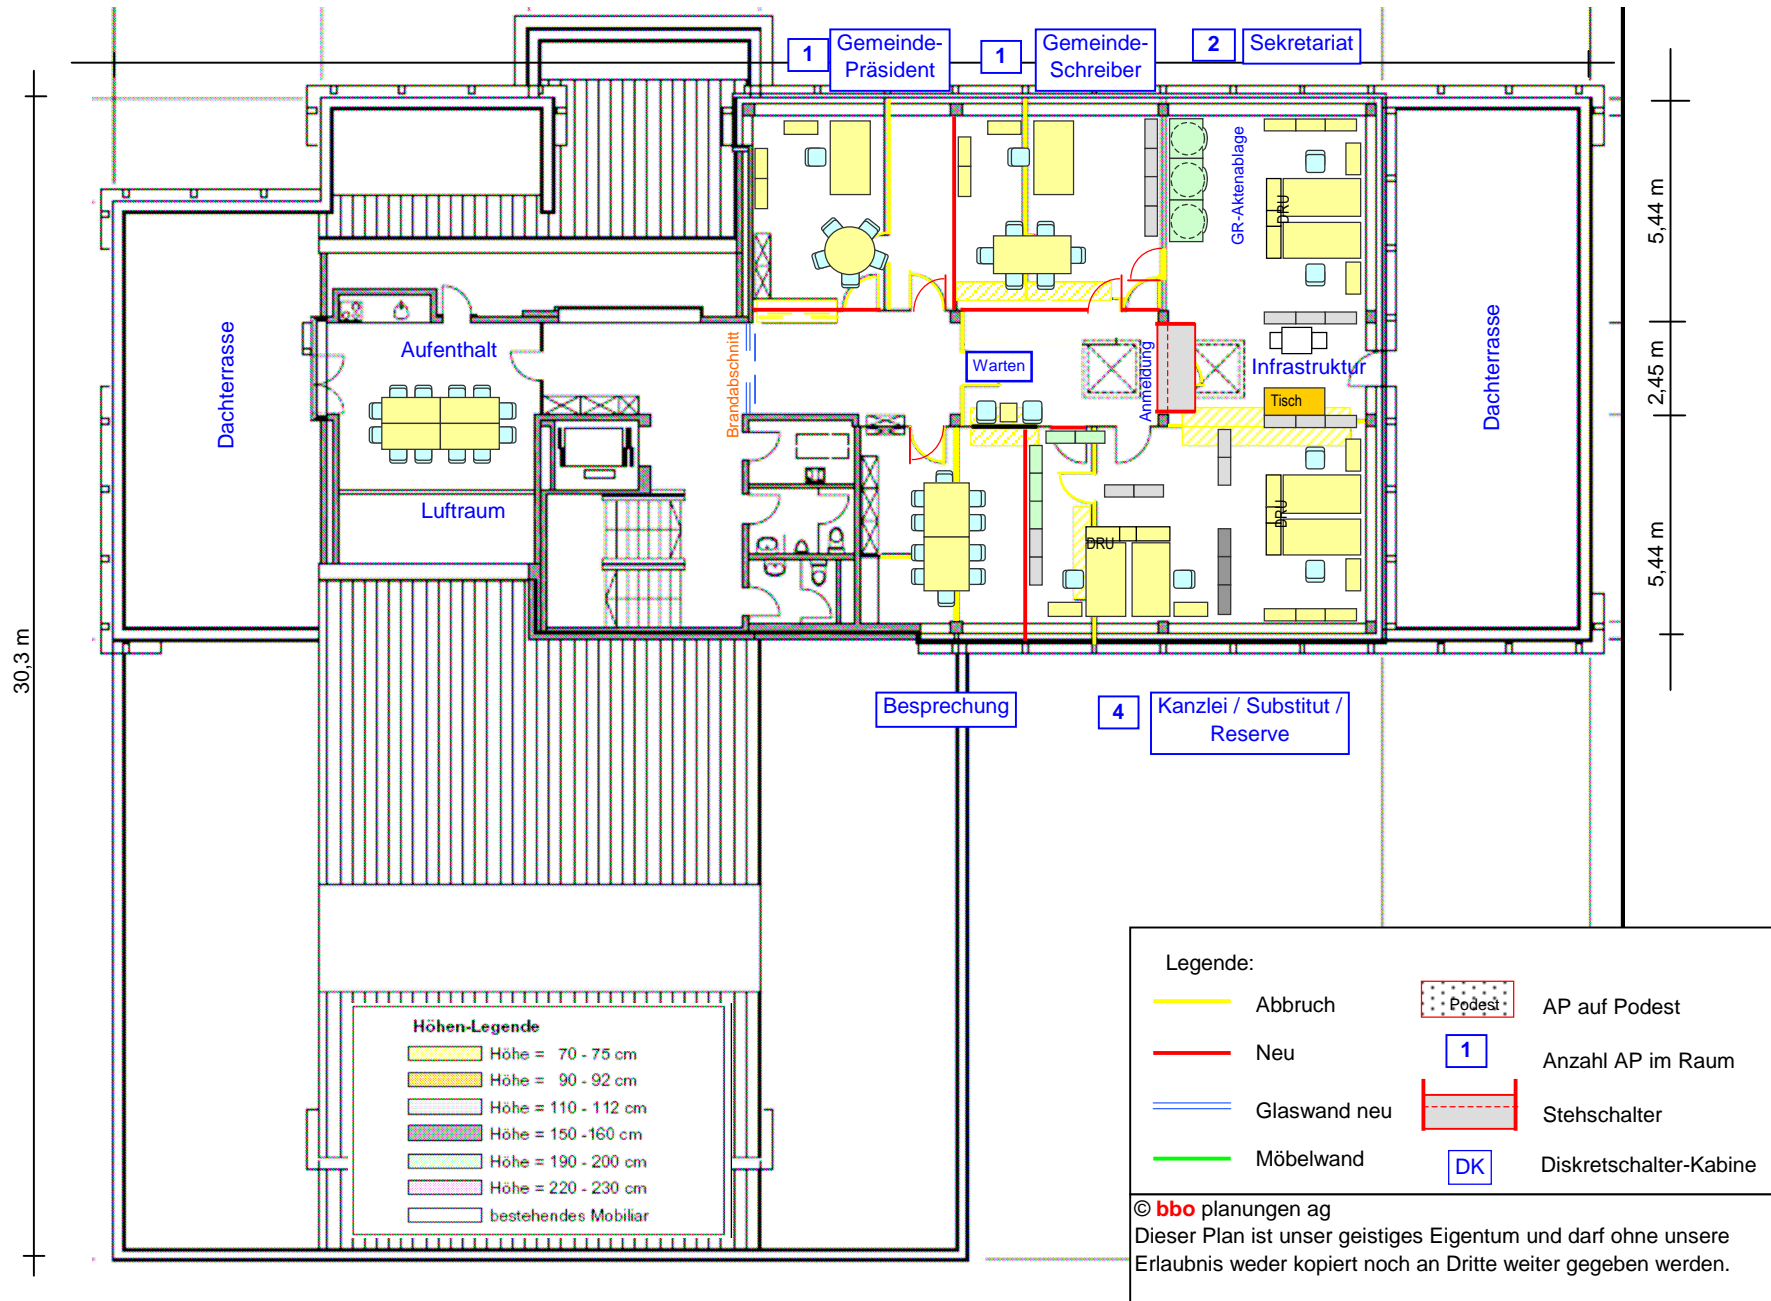 1
Gemeinde-
Präsident
1
Gemeinde-
Schreiber
2
Sekretariat
GR-Aktenablage
DRU
5,44 m
2,45 m
5,44 m
30,3 m
Dachterrasse
Aufenthalt
Brandabschnitt
Warten
Anmeldung
Infrastruktur
Tisch
Dachterrasse
Luftraum
DRU
DRU
Besprechung
4
Kanzlei / Substitut /
Reserve
Höhen-Legende
Höhe = 70 - 75 cm
Höhe = 90 - 92 cm
Höhe = 110 - 112 cm
Höhe = 150 -160 cm
Höhe = 190 - 200 cm
Höhe = 220 - 230 cm
bestehendes Mobiliar
Legende:
Abbruch
Podest
AP auf Podest
Neu
1
Anzahl AP im Raum
Glaswand neu
Stehschalter
Möbelwand
DK
Diskretschalter-Kabine
© bbo planungen ag
Dieser Plan ist unser geistiges Eigentum und darf ohne unsere
Erlaubnis weder kopiert noch an Dritte weiter gegeben werden.